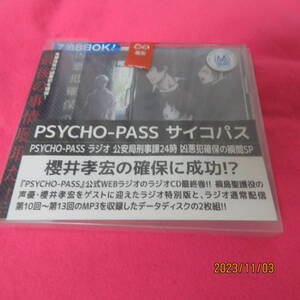 BBOK!
PSYCHO-PASS サイコパス
PSYCHO-PASS ラジオ 公安局刑事課24時 凶悪犯確保の瞬間SP
櫻井孝宏の確保に成功!?
『PSYCHO-PASS』公式WEBラジオのラジオCD最終巻!! 槙島聖護役の
声優・櫻井孝宏をゲストに迎えたラジオ特別版と、ラジオ通常配信
第10回〜第13回のMP3を収録したデータディスクの2枚組!!
2023/11/03